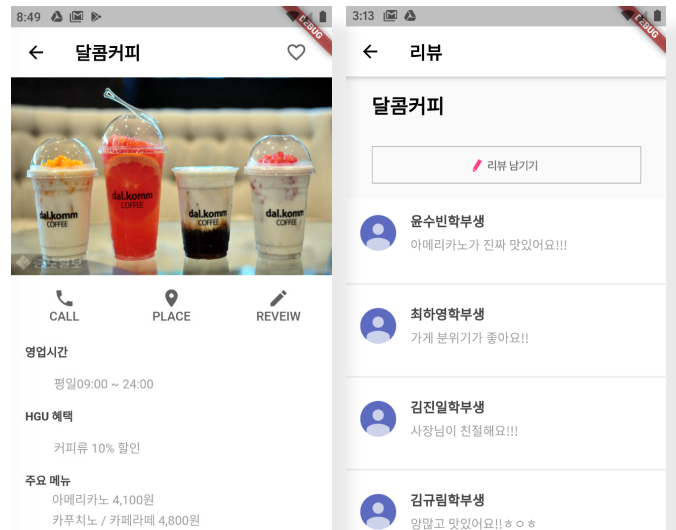 8:49
DEBUG
달콤커피
dal.komm
COFFEE
dal.komm
COFFEE
dal.komm
COFFEE
dal.komm
COFFEE
중앙일보
CALL
PLACE
REVEIW
영업시간
평일09:00 ~ 24:00
HGU 혜택
커피류 10% 할인
주요 메뉴
아메리카노 4,100원
카푸치노 / 카페라떼 4,800원
3:13
DEBUG
리뷰
달콤커피
리뷰 남기기
윤수빈학부생
아메리카노가 진짜 맛있어요!!!
최하영학부생
가게 분위기가 좋아요!!
김진일학부생
사장님이 친절해요!!!
김규림학부생
양많고 맛있어요!!ㅎㅇㅎ